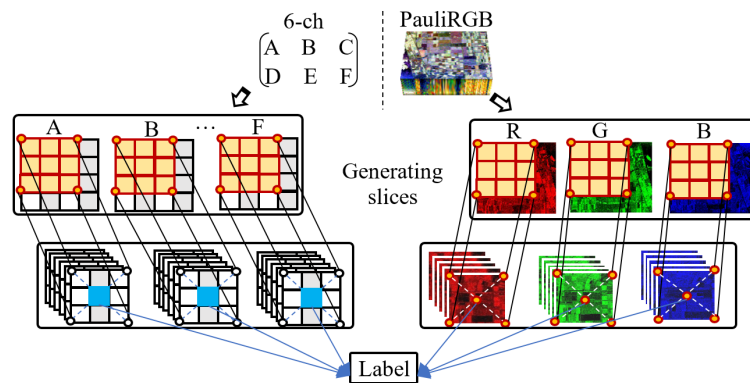 6-ch
A B C
D E F
PauliRGB
A B ... F
R G B
Generating
slices
Label